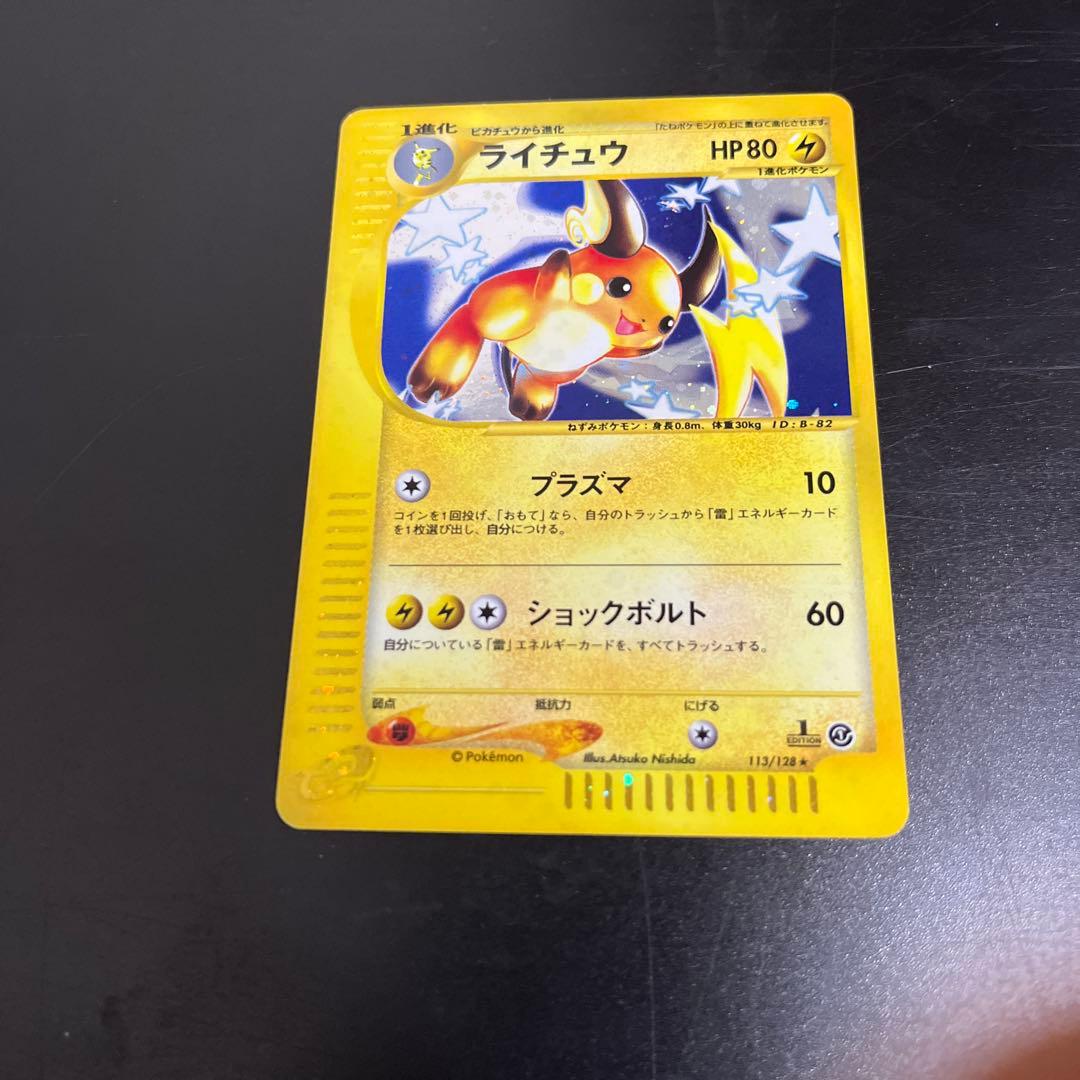 1進化 ピカチュウから進化 「たねポケモン」の上に重ねて進化させます。
ライチュウ HP80
1進化ポケモン
ねずみポケモン：身長0.8m、体重30kg ID:B-82
プラズマ 10
コインを1回投げ、「おもて」なら、自分のトラッシュから「雷」エネルギーカード
を1枚選び出し、自分につける。
ショックボルト 60
自分についている「雷」エネルギーカードを、すべてトラッシュする。
弱点 抵抗力 にげる
1
EDITION
©Pokémon Illus.Atsuko Nishida 113/128★